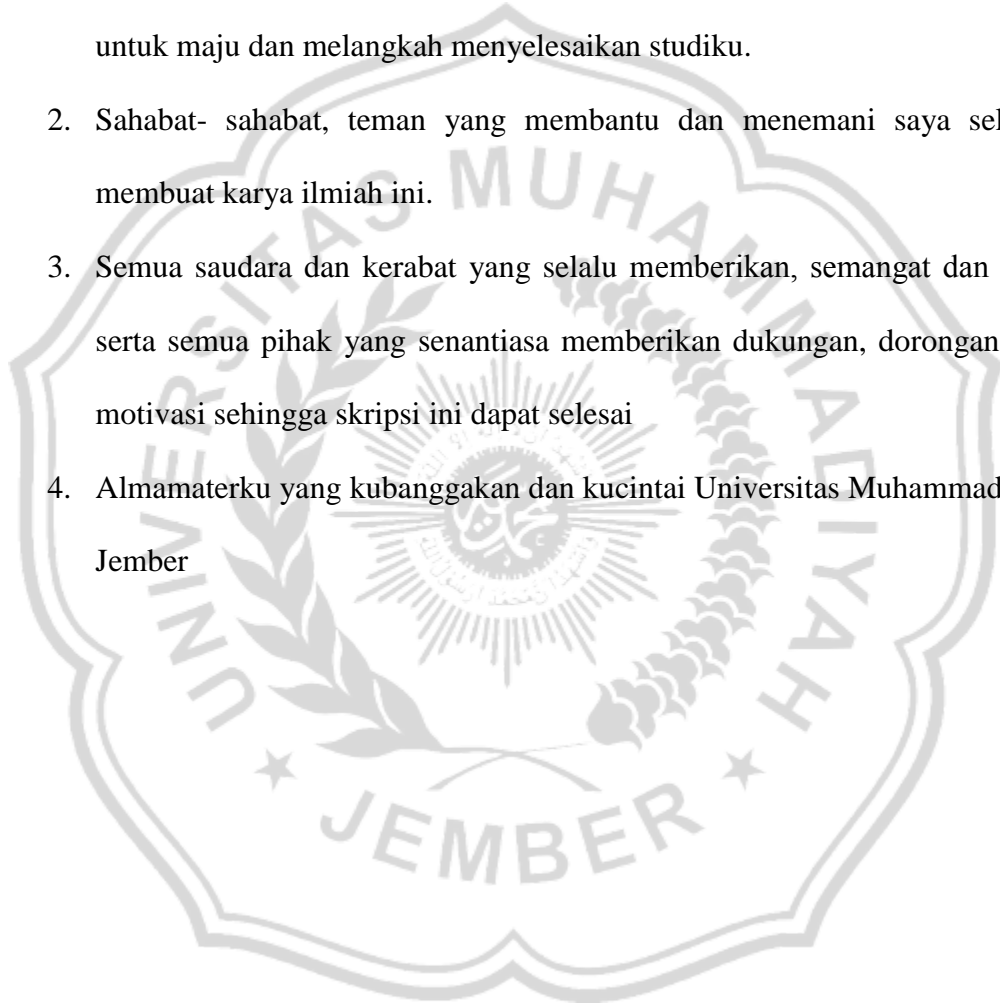 untuk maju dan melangkah menyelesaikan studiku.
2. Sahabat- sahabat, teman yang membantu dan menemani saya sel
membuat karya ilmiah ini.
3. Semua saudara dan kerabat yang selalu memberikan, semangat dan
serta semua pihak yang senantiasa memberikan dukungan, dorongan
motivasi sehingga skripsi ini dapat selesai
4. Almamaterku yang kubanggakan dan kucintai Universitas Muhammad
Jember
UNIVERSITAS MUHAMMADIYAH
JEMBER